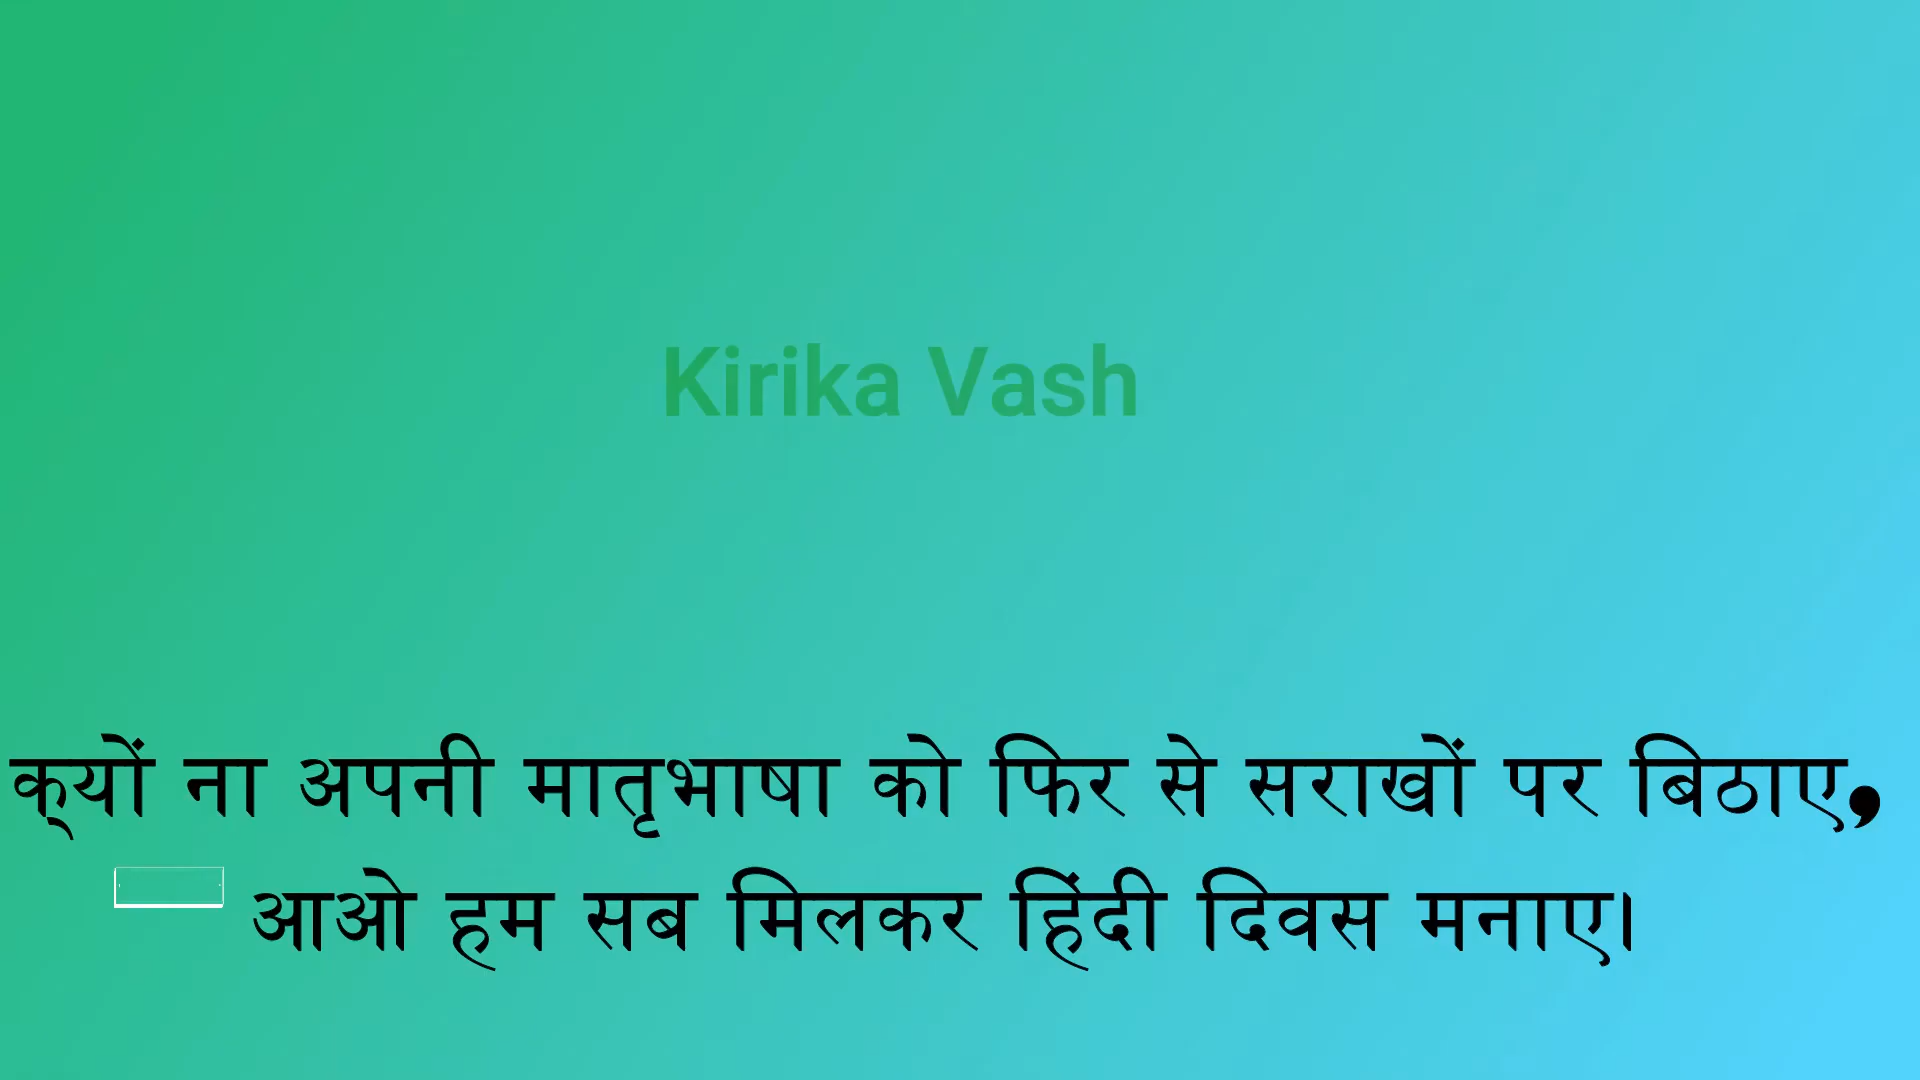 Kirika Vash
क्‌यों ना अपनी मातृभाषा को फिर से सराखों पर बिठाए,
आओ हम सब मिलकर हिंदी दिवस मनाए।